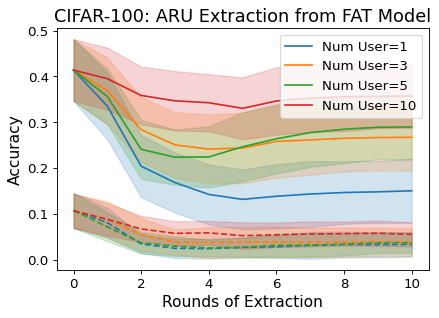 CIFAR-100: ARU Extraction from FAT Model
Accuracy
0.5
0.4
0.3
0.2
0.1
0.0
Num User=1
Num User=3
Num User=5
Num User=10
0 2 4 6 8 10
Rounds of Extraction